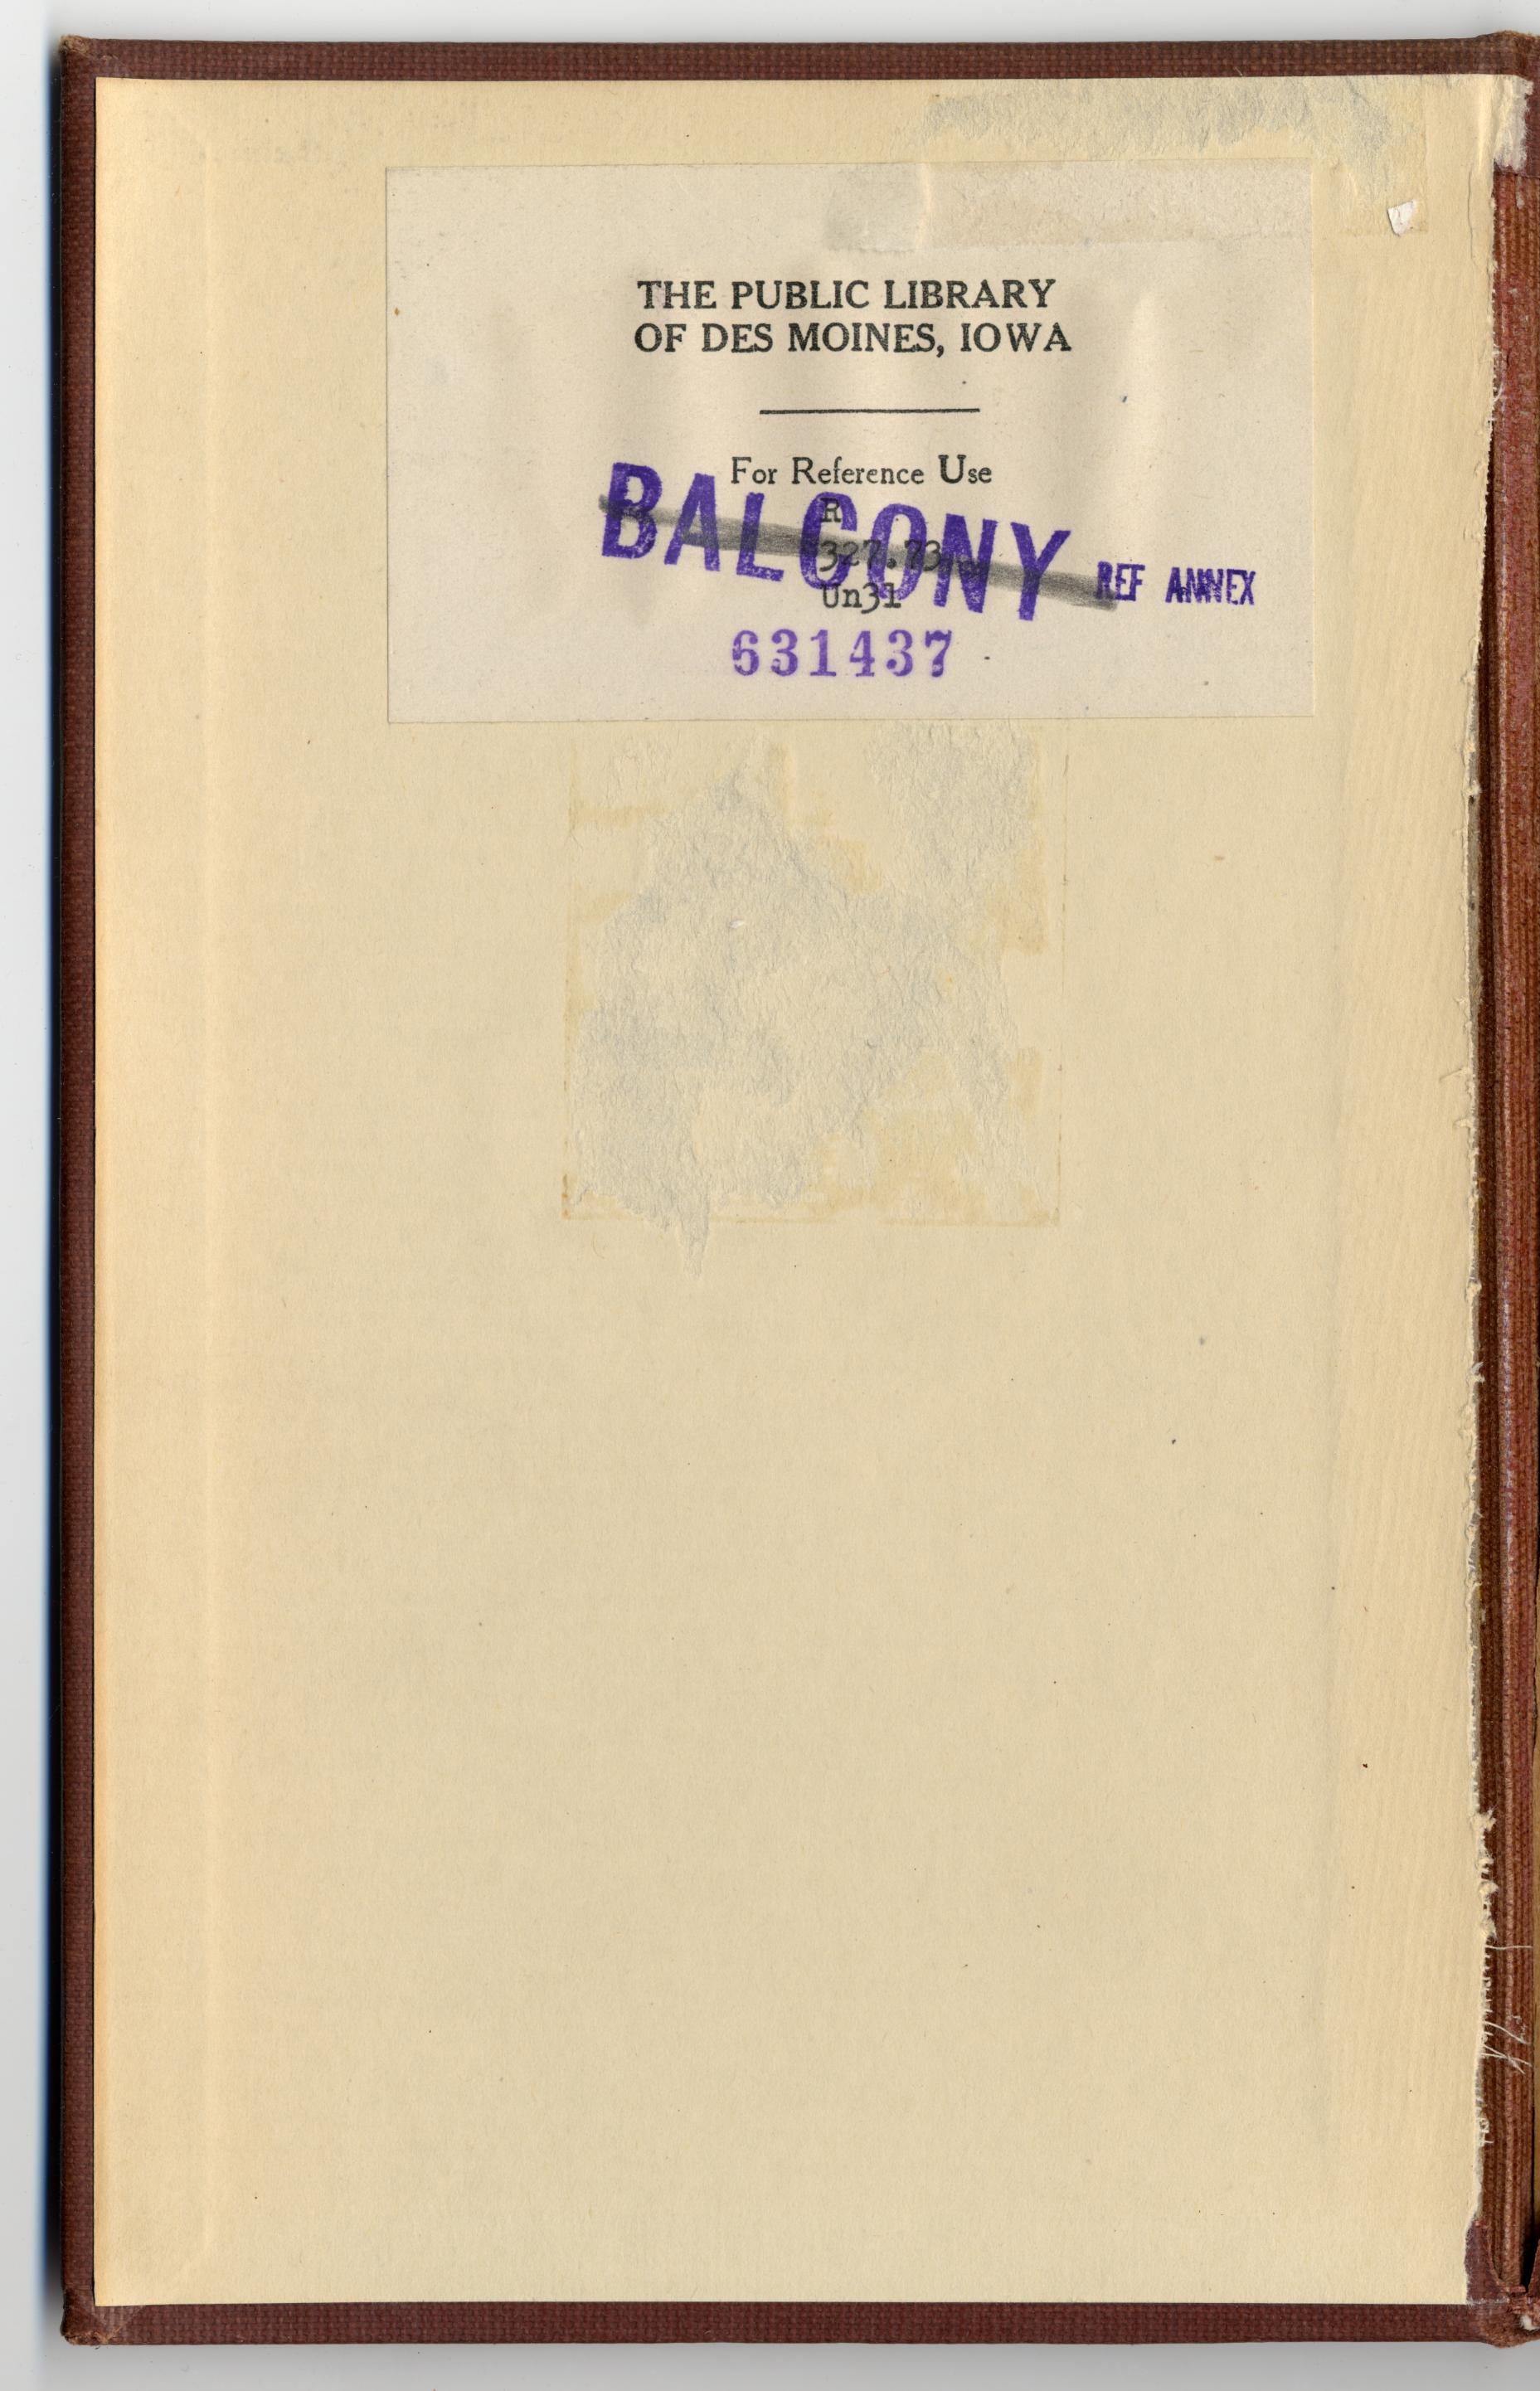 THE PUBLIC LIBRARY
OF DES MOINES, IOWA
For Reference Use
BALCONY
R
327.73
Un31
REF ANNEX
631437